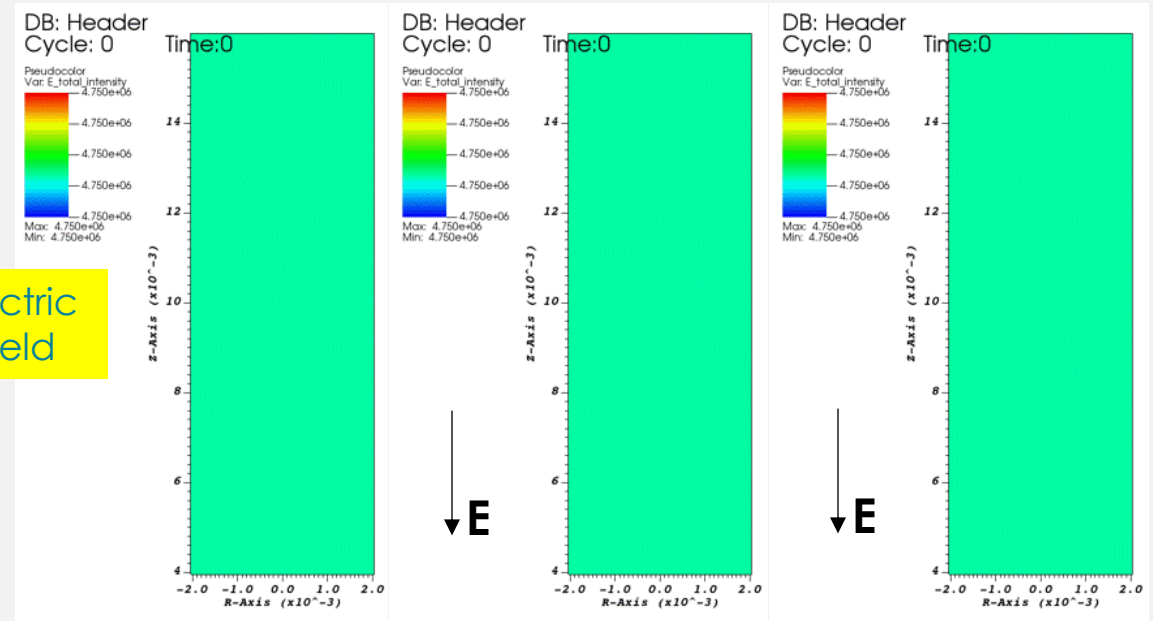 DB: Header
Cycle: 0 Time:0
Pseudocolor
Var: E_total_intensity
4.750e+06
4.750e+06
4.750e+06
4.750e+06
4.750e+06
Max: 4.750e+06
Min: 4.750e+06
14
12
10
8
6
4
Z-Axis (x10^-3)
-2.0 -1.0 0.0 1.0 2.0
R-Axis (x10^-3)
ctric
eld
DB: Header
Cycle: 0 Time:0
Pseudocolor
Var: E_total_intensity
4.750e+06
4.750e+06
4.750e+06
4.750e+06
4.750e+06
Max: 4.750e+06
Min: 4.750e+06
14
12
10
8
6
4
Z-Axis (x10^-3)
-2.0 -1.0 0.0 1.0 2.0
R-Axis (x10^-3)
E
DB: Header
Cycle: 0 Time:0
Pseudocolor
Var: E_total_intensity
4.750e+06
4.750e+06
4.750e+06
4.750e+06
4.750e+06
Max: 4.750e+06
Min: 4.750e+06
14
12
10
8
6
4
Z-Axis (x10^-3)
-2.0 -1.0 0.0 1.0 2.0
R-Axis (x10^-3)
E